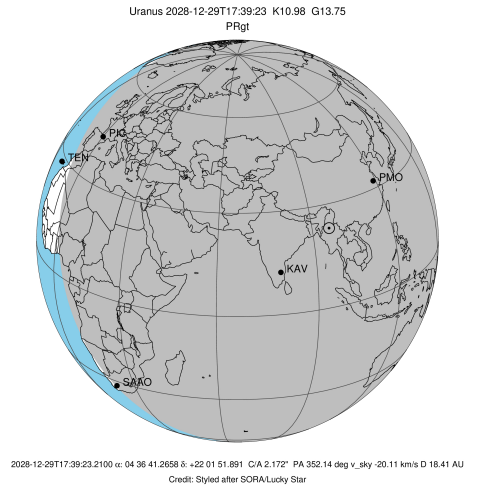 Uranus 2028-12-29T17:39:23 K10.98 G13.75
PRgt
PIC
TEN
PMO
KAV
SAAO
2028-12-29T17:39:23.2100 α: 04 36 41.2658 δ: +22 01 51.891 C/A 2.172" PA 352.14 deg v_sky -20.11 km/s D 18.41 AU
Credit: Styled after SORA/Lucky Star